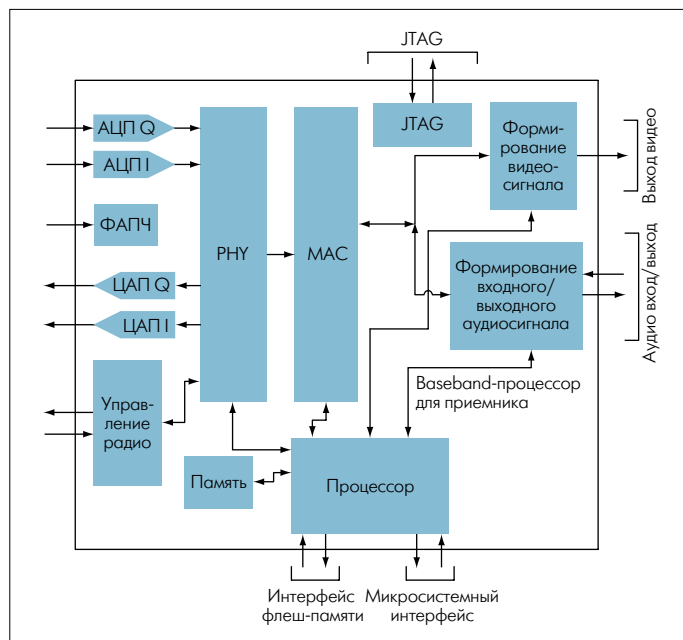 JTAG
JTAG
АЦП Q
АЦП I
ФАПЧ
ЦАП Q
ЦАП I
Управ-
ление
радио
PHY
MAC
Форми-
рование
видео-
сигнала
Выход видео
Формирование
входного/
выходного
аудиосигнала
Аудио вход/выход
Baseband-процессор
для приемника
Память
Процессор
Интерфейс
флеш-памяти
Микросистемный
интерфейс